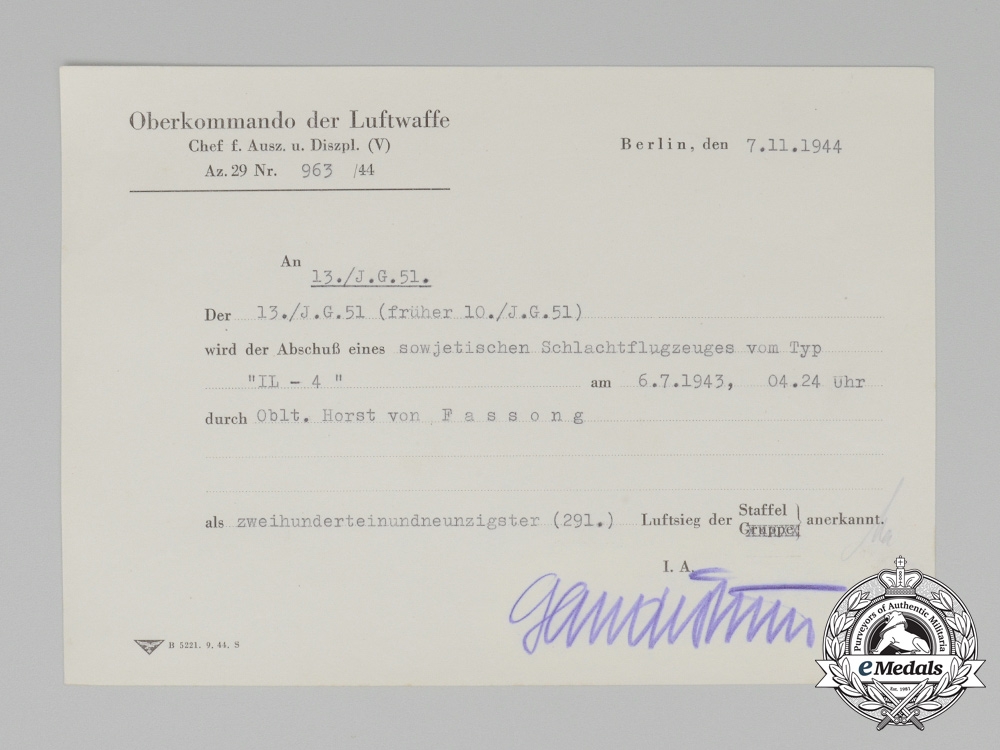 Oberkommando der Luftwaffe
Chef f. Ausz. u. Diszpl. (V)
Az. 29 Nr. 963 /44
Berlin, den 7.11.1944
An
13./J.G.51.
Der 13./J.G.51 (früher 10./J.G.51)
wird der Abschuß eines sowjetischen Schlachtflugzeuges vom Typ
"IL - 4 " am 6.7.1943, 04.24 Uhr
durch Oblt. Horst von F a s s o n g
als zweihunderteinundneunzigster (291.) Luftsieg der Staffel Gruppe anerkannt.
I. A.
B 5221. 9. 44. S
Purveyors of Authentic Militaria
eMedals
Est. 1967